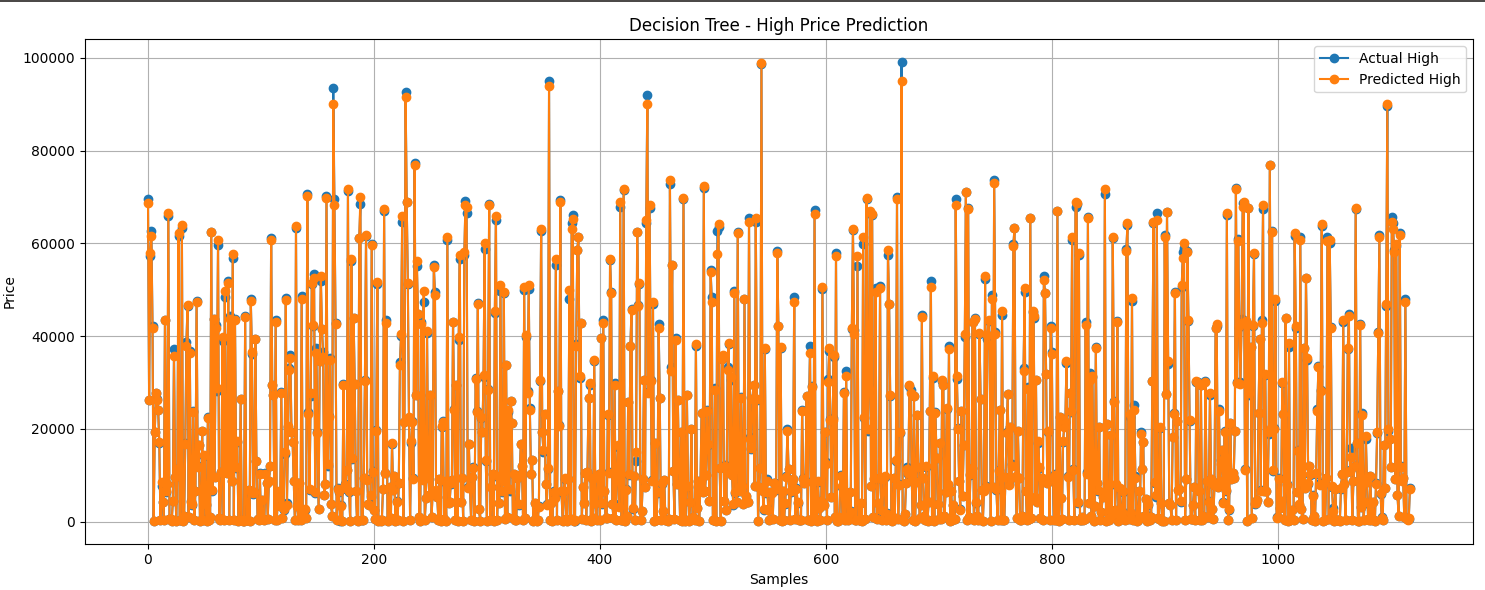 Decision Tree - High Price Prediction
Actual High
Predicted High
100000
80000
60000
40000
20000
0
Price
0 200 400 600 800 1000
Samples